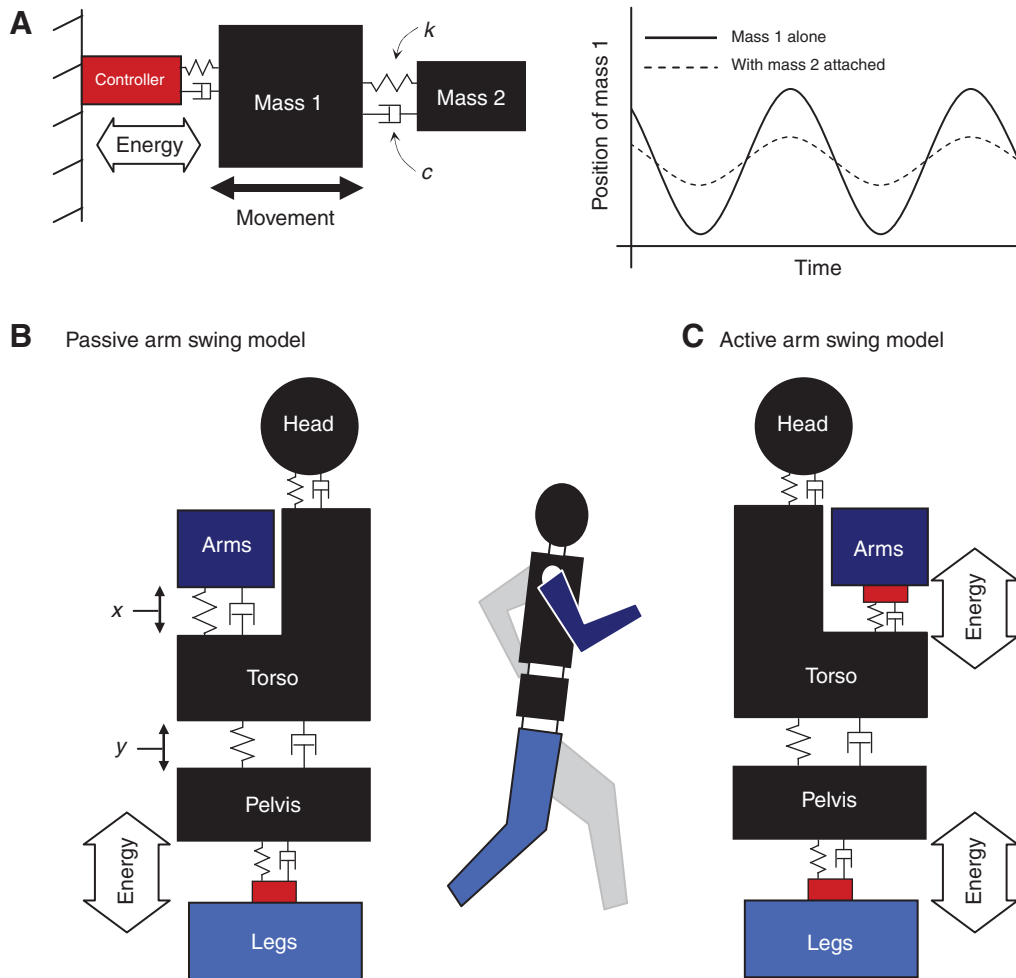 A
Controller
Energy
Mass 1
Movement
k
c
Mass 2
Position of mass 1
Mass 1 alone
With mass 2 attached
Time
B Passive arm swing model
Head
Arms
x
Torso
y
Pelvis
Energy
Legs
C Active arm swing model
Head
Arms
Energy
Torso
Pelvis
Energy
Legs